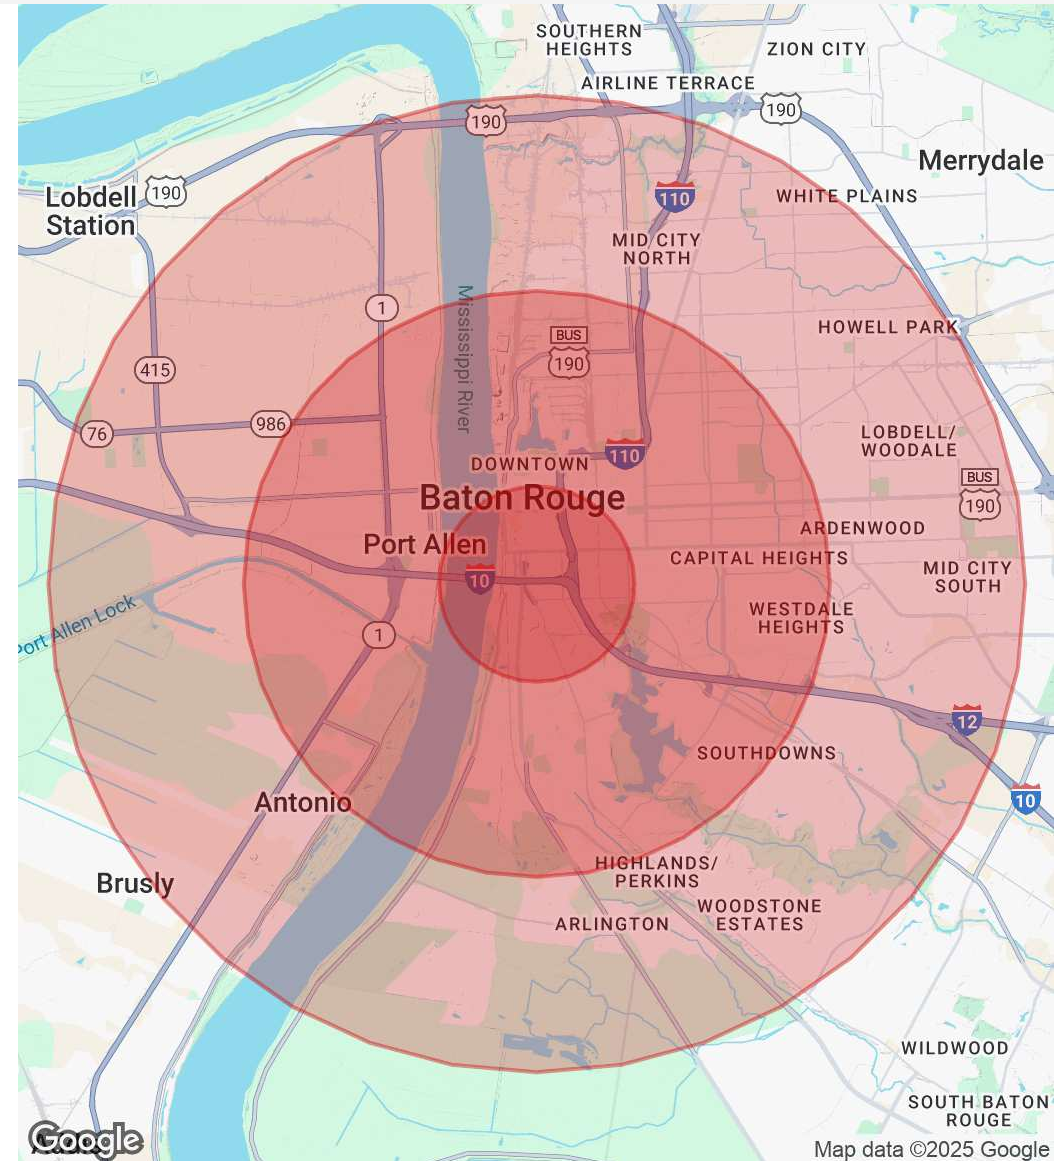 SOUTHERN
HEIGHTS
ZION CITY
AIRLINE TERRACE
190
190
Merrydale
190
Lobdell
Station
110
WHITE PLAINS
MID CITY
NORTH
1
Mississippi River
HOWELL PARK
BUS
190
415
986
76
LOBDELL/
WOODALE
110
DOWNTOWN
BUS
190
Baton Rouge
ARDENWOOD
Port Allen
CAPITAL HEIGHTS
10
MID CITY
SOUTH
Port Allen Lock
WESTDALE
HEIGHTS
1
12
SOUTHDOWNS
10
Antonio
HIGHLANDS/
PERKINS
Brusly
WOODSTONE
ESTATES
ARLINGTON
WILDWOOD
SOUTH BATON
ROUGE
Google
Map data ©2025 Google